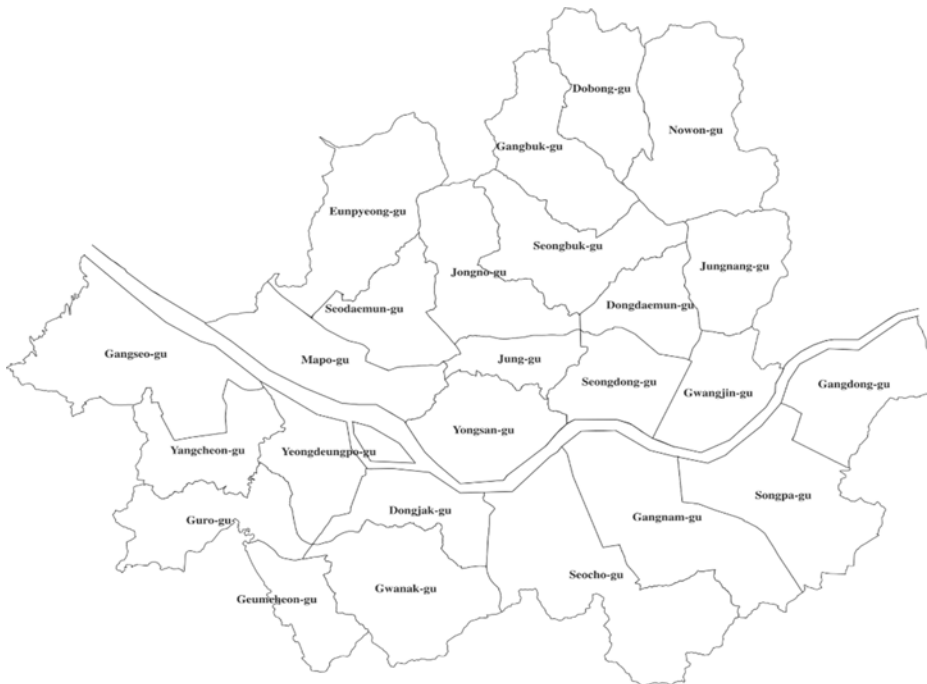 Dobong-gu
Nowon-gu
Gangbuk-gu
Eunpyeong-gu
Seongbuk-gu
Jungnang-gu
Jongno-gu
Dongdaemun-gu
Seodaemun-gu
Gangseo-gu
Mapo-gu
Jung-gu
Seongdong-gu
Gwangjin-gu
Gangdong-gu
Yongsan-gu
Yangcheon-gu
Yeongdeungpo-gu
Songpa-gu
Dongjak-gu
Guro-gu
Gangnam-gu
Seocho-gu
Gwanak-gu
Geumcheon-gu